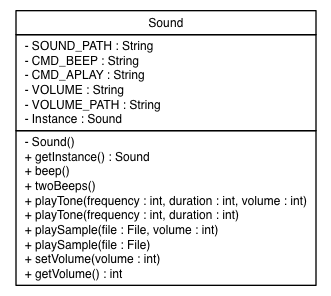 Sound
- SOUND_PATH : String
- CMD_BEEP : String
- CMD_APLAY : String
- VOLUME : String
- VOLUME_PATH : String
- Instance : Sound
- Sound()
+ getInstance() : Sound
+ beep()
+ twoBeeps()
+ playTone(frequency : int, duration : int, volume : int)
+ playTone(frequency : int, duration : int)
+ playSample(file : File, volume : int)
+ playSample(file : File)
+ setVolume(volume : int)
+ getVolume() : int